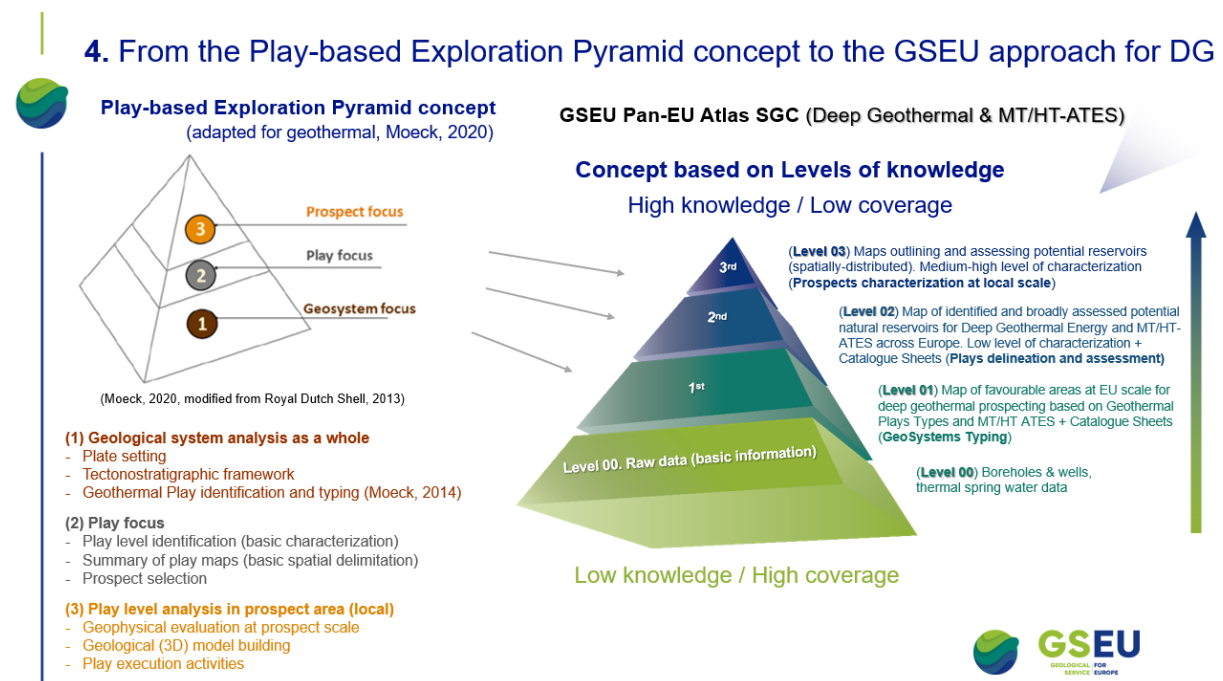 4. From the Play-based Exploration Pyramid concept to the GSEU approach for DG
Play-based Exploration Pyramid concept
(adapted for geothermal, Moeck, 2020)
3
Prospect focus
2
Play focus
1
Geosystem focus
(Moeck, 2020, modified from Royal Dutch Shell, 2013)
(1) Geological system analysis as a whole
- Plate setting
- Tectonostratigraphic framework
- Geothermal Play identification and typing (Moeck, 2014)
(2) Play focus
- Play level identification (basic characterization)
- Summary of play maps (basic spatial delimitation)
- Prospect selection
(3) Play level analysis in prospect area (local)
- Geophysical evaluation at prospect scale
- Geological (3D) model building
- Play execution activities
GSEU Pan-EU Atlas SGC (Deep Geothermal & MT/HT-ATES)
Concept based on Levels of knowledge
High knowledge / Low coverage
3rd
2nd
1st
Level 00. Raw data (basic information)
(Level 03) Maps outlining and assessing potential reservoirs
(spatially-distributed). Medium-high level of characterization
(Prospects characterization at local scale)
(Level 02) Map of identified and broadly assessed potential
natural reservoirs for Deep Geothermal Energy and MT/HT-
ATES across Europe. Low level of characterization +
Catalogue Sheets (Plays delineation and assessment)
(Level 01) Map of favourable areas at EU scale for
deep geothermal prospecting based on Geothermal
Plays Types and MT/HT ATES + Catalogue Sheets
(GeoSystems Typing)
(Level 00) Boreholes & wells,
thermal spring water data
Low knowledge / High coverage
GSEU
GEOLOGICAL FOR
SERVICE EUROPE